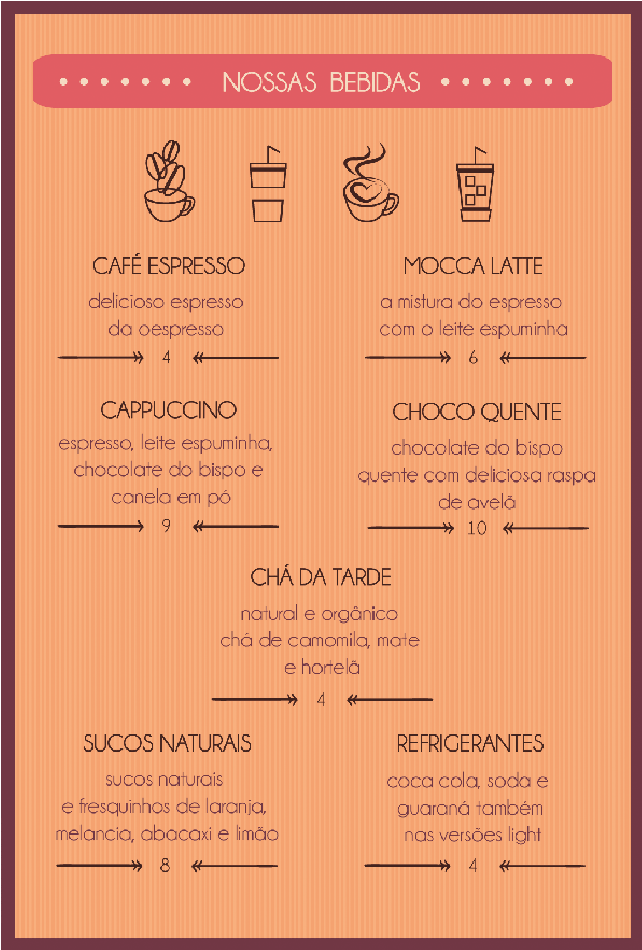 NOSSAS BEBIDAS
CAFÉ ESPRESSO
delicioso espresso
da oespresso
4
MOCCA LATTE
a mistura do espresso
com o leite espuminha
6
CAPPUCCINO
espresso, leite espuminha,
chocolate do bispo e
canela em pó
9
CHOCO QUENTE
chocolate do bispo
quente com deliciosa raspa
de avelã
10
CHÁ DA TARDE
natural e orgânico
chá de camomila, mate
e hortelã
4
SUCOS NATURAIS
sucos naturais
e fresquinhos de laranja,
melancia, abacaxi e limão
8
REFRIGERANTES
coca cola, soda e
guaraná também
nas versões light
4